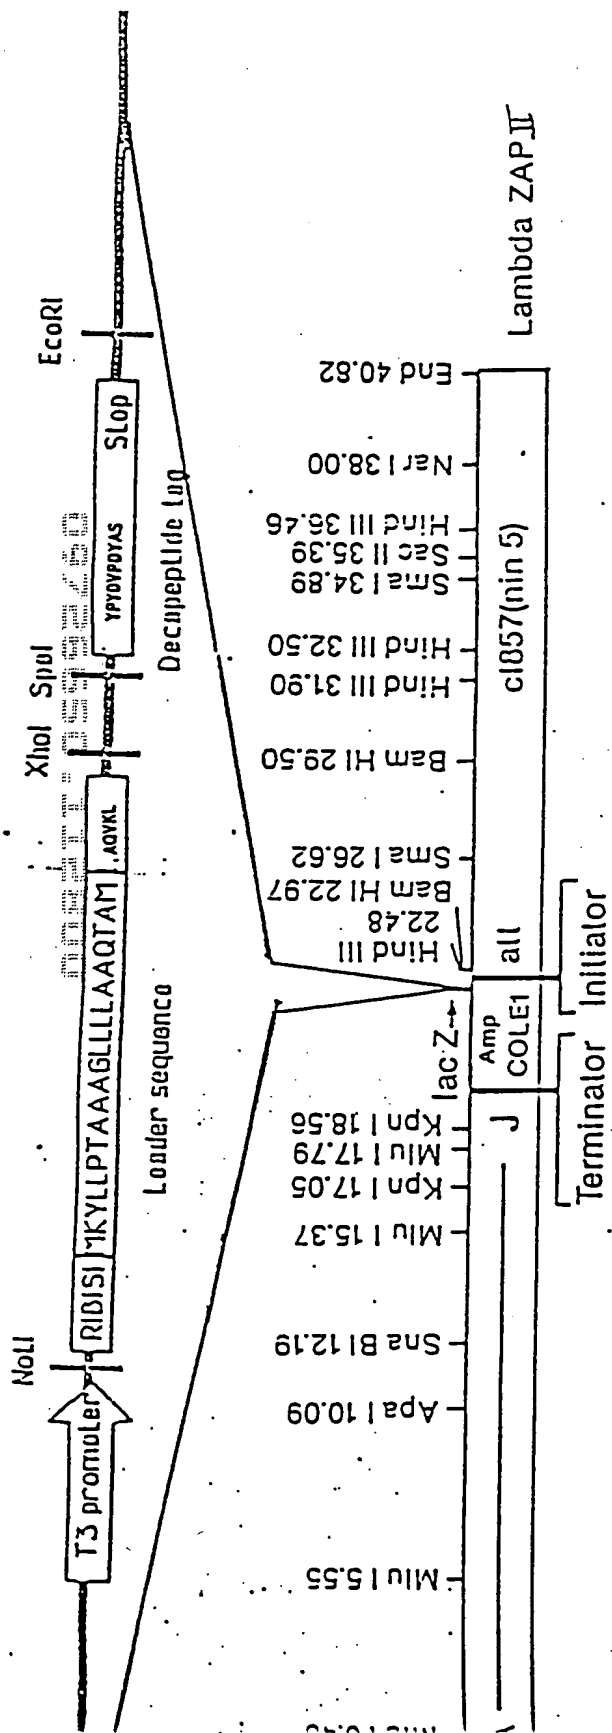 NoLI
XhoI
SpeI
EcoRI
T3 promoter
RIBISI
MKYLLPTAAAGLLLLAAQTAM
,AQVKL
YPYDVPDYAS
SLop
Leader sequence
Decapeptide tag
Mlu I 5.55
Apa I 10.09
Sna BI 12.19
Mlu I 15.37
Kpn I 17.05
Mlu I 17.79
Kpn I 18.56
lac Z
Hind III
22.48
Bam HI 22.97
Sma I 26.62
Bam HI 29.50
Hind III 31.90
Hind III 32.50
Sma I 34.89
Sac II 35.39
Hind III 36.46
Nar I 38.00
End 40.82
J
Amp
COLE1
att
cI857(nin 5)
Terminator
Initiator
Lambda ZAP II